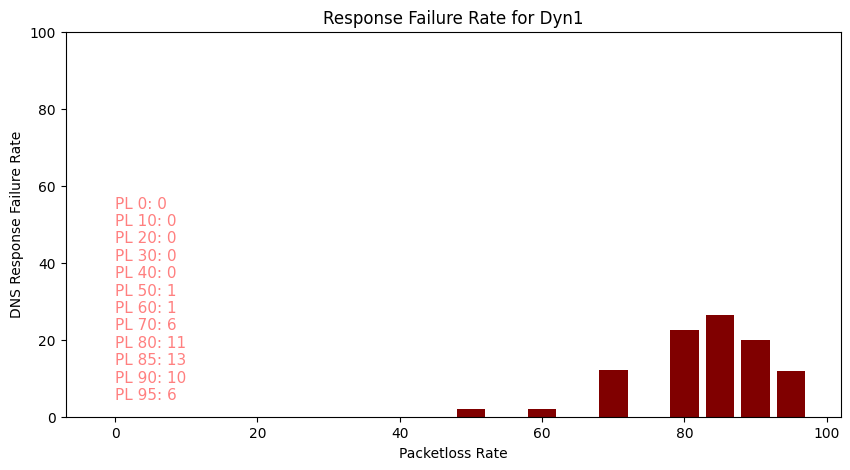 Response Failure Rate for Dyn1
100
80
60
40
20
0
DNS Response Failure Rate
PL 0: 0
PL 10: 0
PL 20: 0
PL 30: 0
PL 40: 0
PL 50: 1
PL 60: 1
PL 70: 6
PL 80: 11
PL 85: 13
PL 90: 10
PL 95: 6
0 20 40 60 80 100
Packetloss Rate